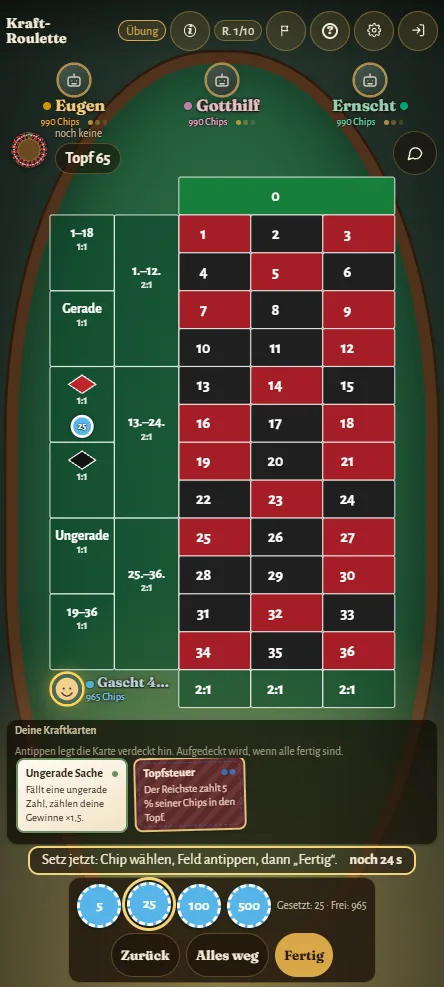 Kraft-
Roulette
Übung
R. 1/10
Eugen
990 Chips
noch keine
Gotthilf
990 Chips
Ernscht
990 Chips
Topf 65
0
1–18
1:1
1.–12.
2:1
1 2 3
4 5 6
Gerade
1:1
7 8 9
10 11 12
1:1
25
13.–24.
2:1
13 14 15
16 17 18
1:1
19 20 21
22 23 24
Ungerade
1:1
25.–36.
2:1
25 26 27
28 29 30
19–36
1:1
31 32 33
34 35 36
Gascht 4…
965 Chips
2:1 2:1 2:1
Deine Kraftkarten
Antippen legt die Karte verdeckt hin. Aufgedeckt wird, wenn alle fertig sind.
Ungerade Sache
Fällt eine ungerade
Zahl, zählen deine
Gewinne ×1,5.
Topfsteuer
Der Reichste zahlt 5
% seiner Chips in den
Topf.
Setz jetzt: Chip wählen, Feld antippen, dann „Fertig“. noch 24 s
5 25 100 500 Gesetzt: 25 · Frei: 965
Zurück Alles weg Fertig